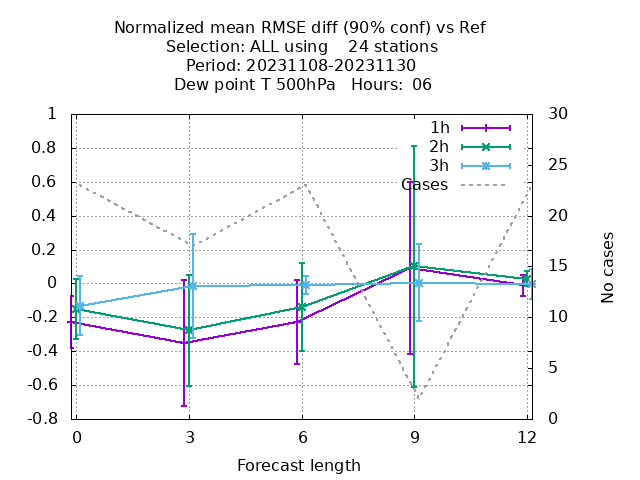 Normalized mean RMSE diff (90% conf) vs Ref
Selection: ALL using    24 stations
Period: 20231108-20231130
Dew point T 500hPa   Hours:  06
1
0.8
0.6
0.4
0.2
0
-0.2
-0.4
-0.6
-0.8
30
25
20
15
10
5
0
1h
2h
3h
Cases
No cases
0 3 6 9 12
Forecast length